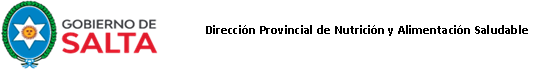 GOBIERNO DE
SALTA
Dirección Provincial de Nutrición y Alimentación Saludable